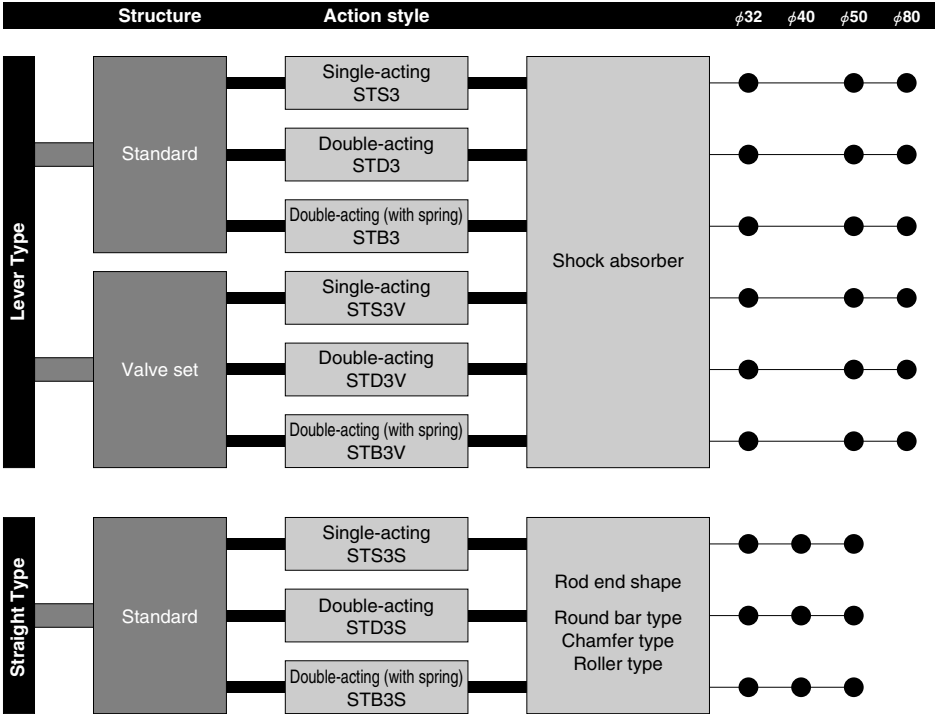 Structure Action style φ32 φ40 φ50 φ80
Lever Type
Standard
Single-acting
STS3
Double-acting
STD3
Double-acting (with spring)
STB3
Valve set
Single-acting
STS3V
Double-acting
STD3V
Double-acting (with spring)
STB3V
Shock absorber
Straight Type
Standard
Single-acting
STS3S
Double-acting
STD3S
Double-acting (with spring)
STB3S
Rod end shape
Round bar type
Chamfer type
Roller type